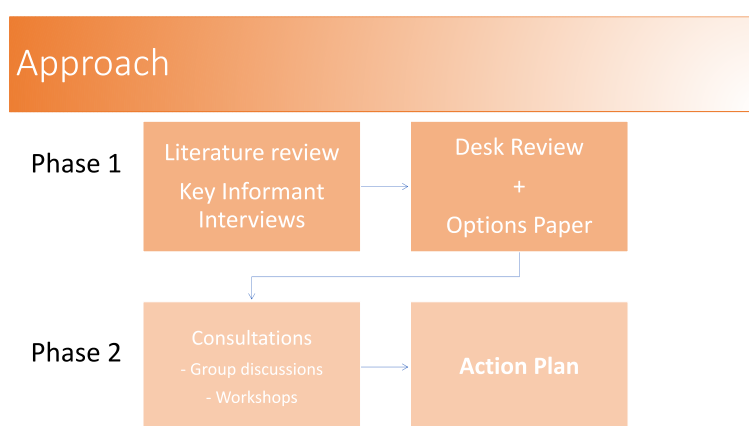 Approach
Phase 1
Literature review
Key Informant
Interviews
Desk Review
+
Options Paper
Phase 2
Consultations
- Group discussions
- Workshops
Action Plan